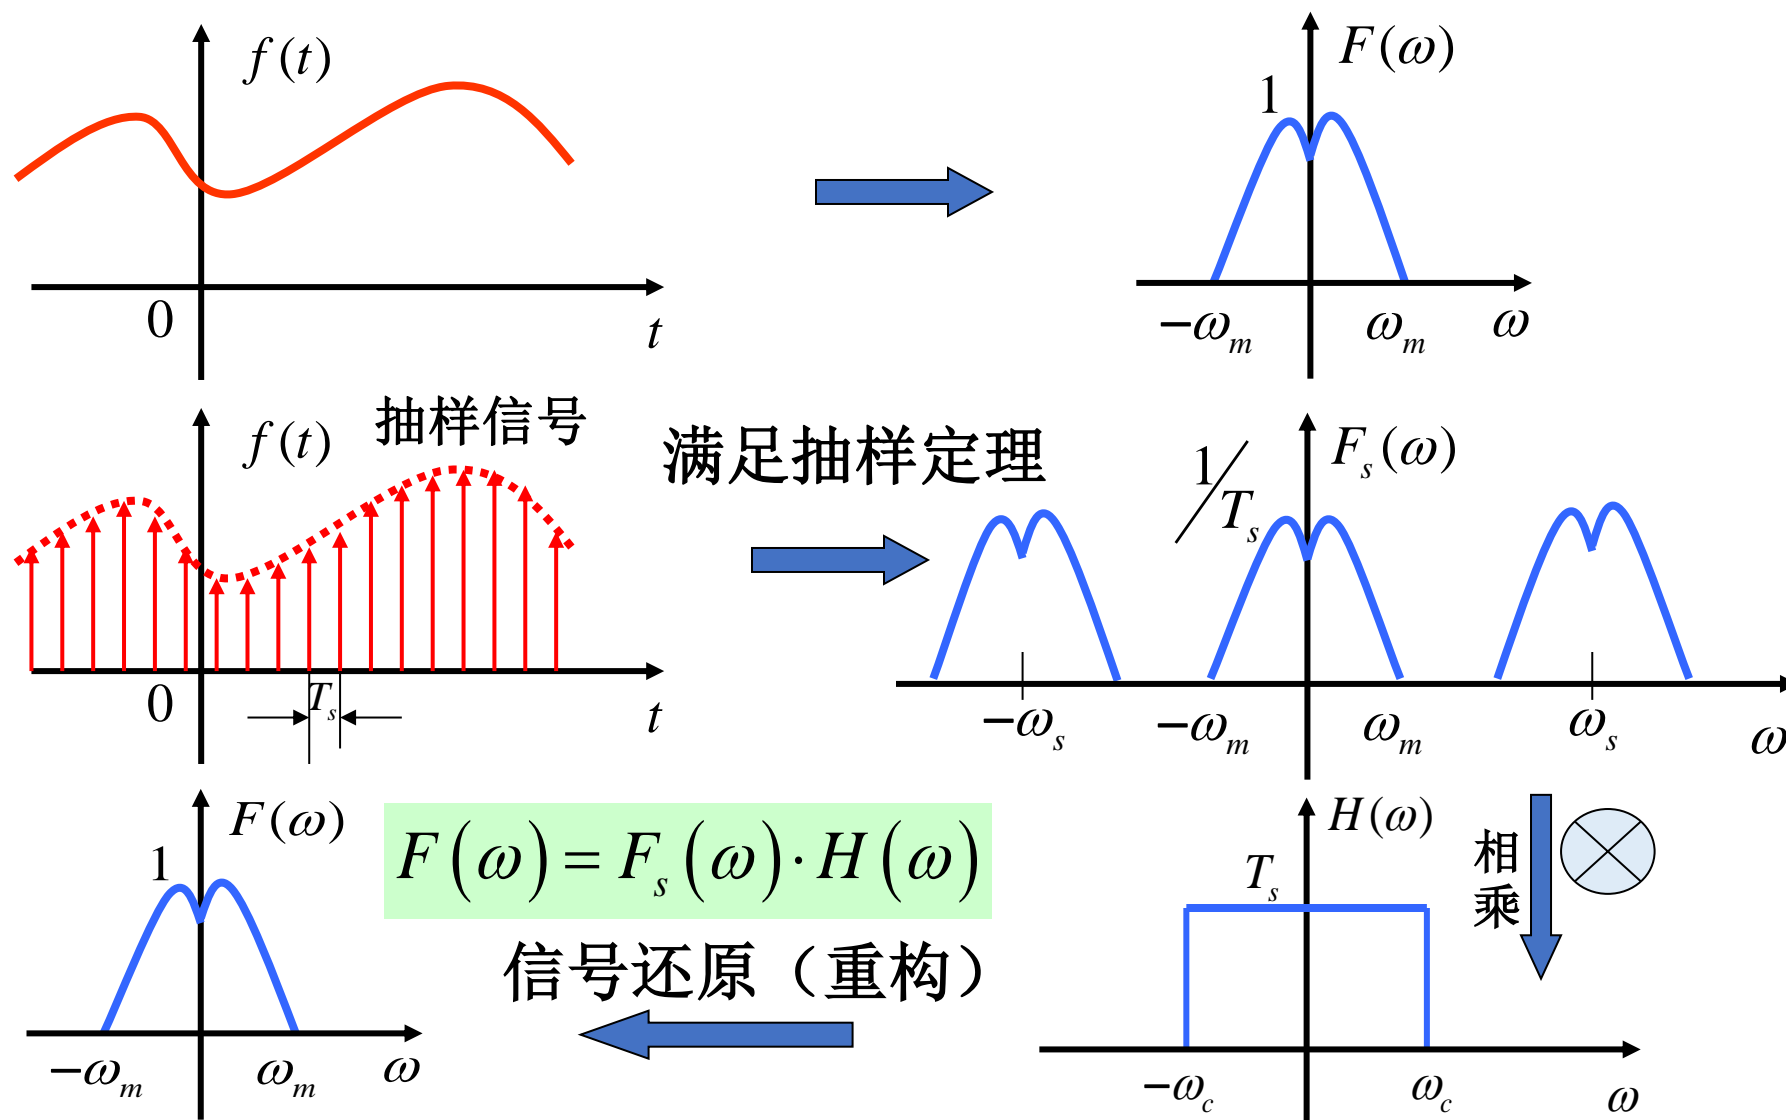 f(t)
0
t
F(ω)
1
−ω_m
ω_m
ω
抽样信号
f(t)
0
T_s
t
满足抽样定理
1/T_s
F_s(ω)
−ω_s
−ω_m
ω_m
ω_s
ω
F(ω)
1
−ω_m
ω_m
ω
F(ω)=F_s(ω)·H(ω)
信号还原（重构）
H(ω)
T_s
−ω_c
ω_c
ω
相
乘